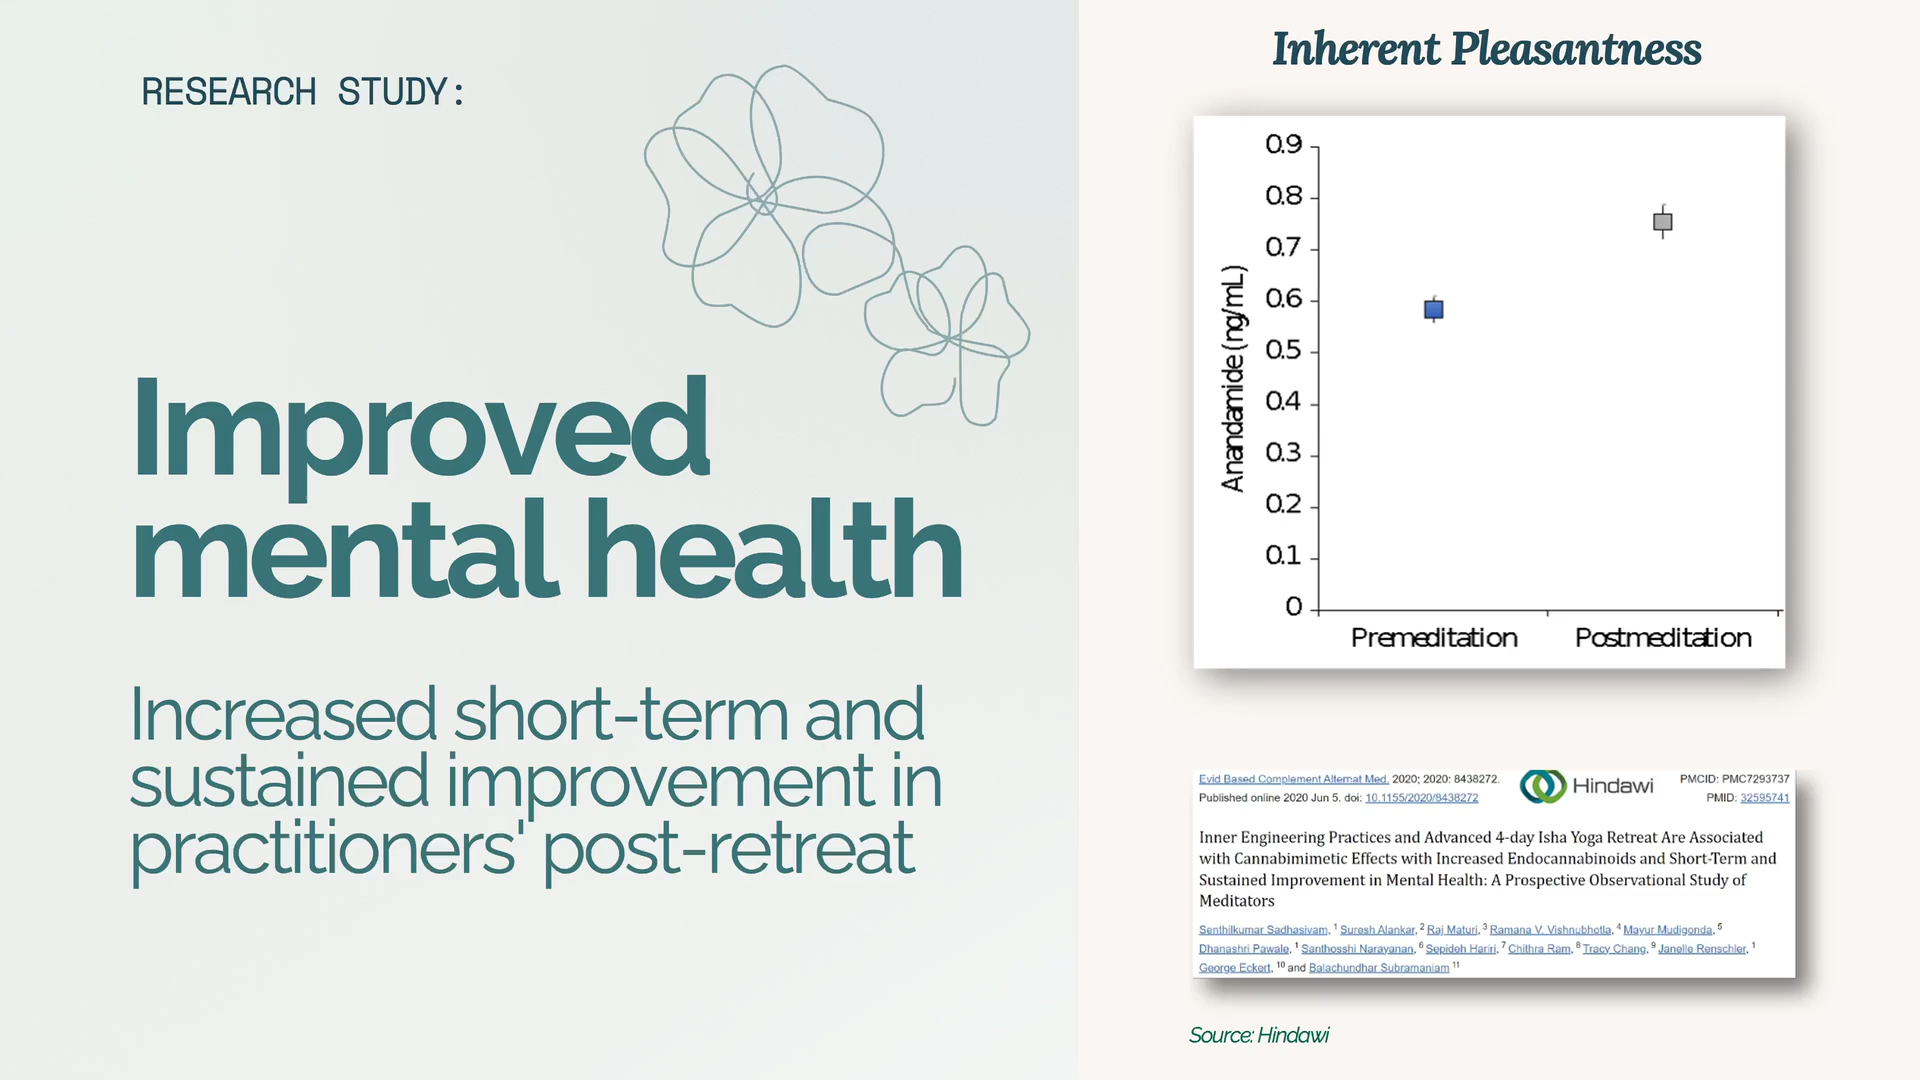 RESEARCH STUDY:
Improved
mental health
Increased short-term and
sustained improvement in
practitioners' post-retreat
Inherent Pleasantness
0.9
0.8
0.7
0.6
0.5
0.4
0.3
0.2
0.1
0
Anandamide (ng/mL)
Premeditation Postmeditation
Evid Based Complement Alternat Med. 2020; 2020: 8438272.
Published online 2020 Jun 5. doi: 10.1155/2020/8438272
Hindawi
PMCID: PMC7293737
PMID: 32595741
Inner Engineering Practices and Advanced 4-day Isha Yoga Retreat Are Associated
with Cannabimimetic Effects with Increased Endocannabinoids and Short-Term and
Sustained Improvement in Mental Health: A Prospective Observational Study of
Meditators
Senthilkumar Sadhasivam, 1 Suresh Alankar, 2 Raj Maturi, 3 Ramana V. Vishnubhotla, 4 Mayur Mudigonda, 5
Dhanashri Pawale, 1 Santhosshi Narayanan, 6 Sepideh Hariri, 7 Chithra Ram, 8 Tracy Chang, 9 Janelle Renschler, 1
George Eckert, 10 and Balachundhar Subramaniam 11
Source: Hindawi